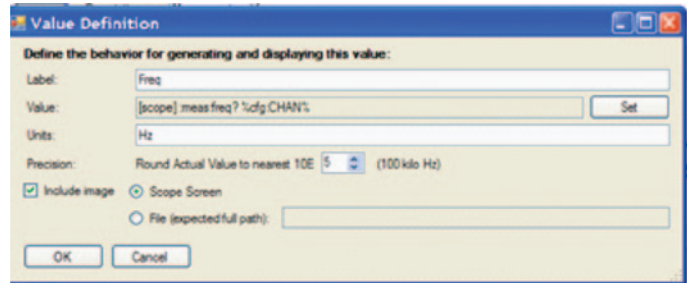 Value Definition
Define the behavior for generating and displaying this value:
Label: Freq
Value: [scope] :meas:freq? %cfg:CHAN% Set
Units: Hz
Precision: Round Actual Value to nearest 10E 5 (100 kilo Hz)
Include image Scope Screen
File (expected full path):
OK Cancel